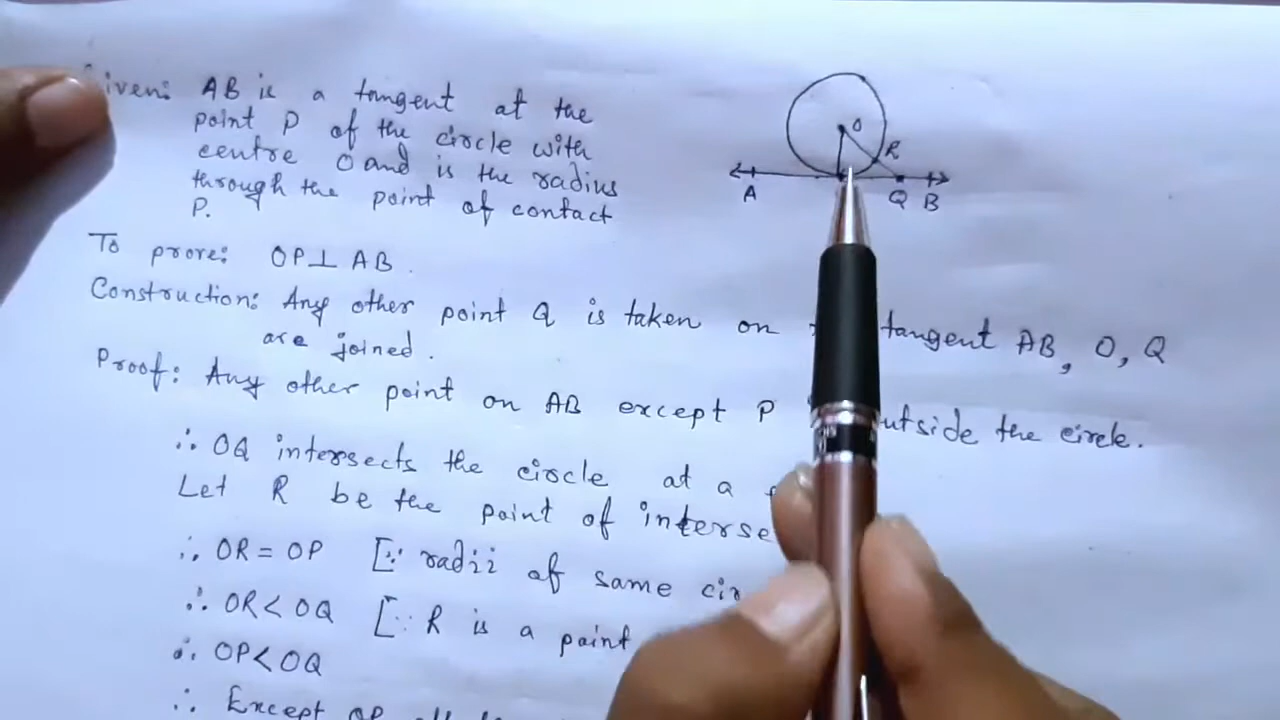 iven: AB is a tangent at the
point P of the circle with
centre O and is the radius
through the point of contact
P.
O
R
A
Q B
To prove: OP⊥ AB.
Construction: Any other point Q is taken on tangent AB, O, Q
are joined.
Proof: Any other point on AB except P utside the circle.
∴ OQ intersects the circle at a
Let R be the point of interse
∴ OR = OP [∵ radii of same cir
∴ OR < OQ [∵ R is a point
∴ OP < OQ
∴ Except OP